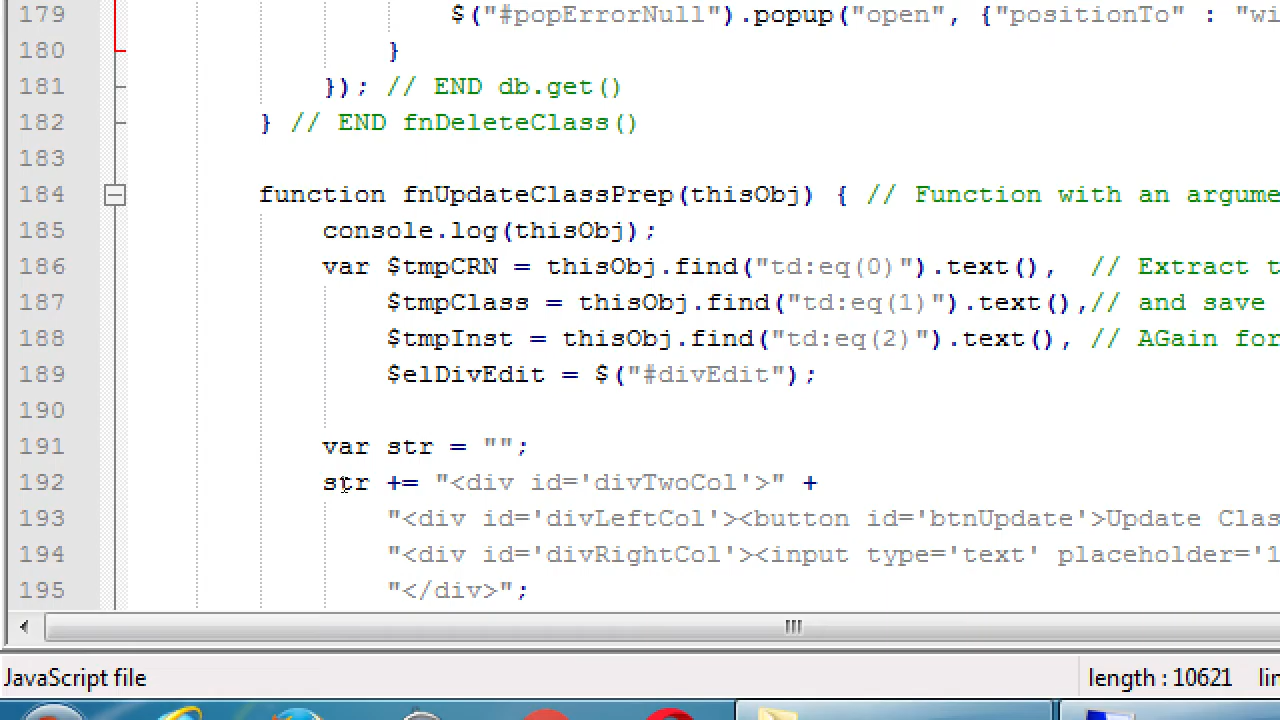 179 $("#popErrorNull").popup("open", {"positionTo" : "wi
180 }
181 }); // END db.get()
182 } // END fnDeleteClass()
183
184 function fnUpdateClassPrep(thisObj) { // Function with an argume
185 console.log(thisObj);
186 var $tmpCRN = thisObj.find("td:eq(0)").text(), // Extract t
187 $tmpClass = thisObj.find("td:eq(1)").text(),// and save
188 $tmpInst = thisObj.find("td:eq(2)").text(), // AGain for
189 $elDivEdit = $("#divEdit");
190
191 var str = "";
192 str += "<div id='divTwoCol'>" +
193 "<div id='divLeftCol'><button id='btnUpdate'>Update Clas
194 "<div id='divRightCol'><input type='text' placeholder='1
195 "</div>";
JavaScript file length : 10621 lin